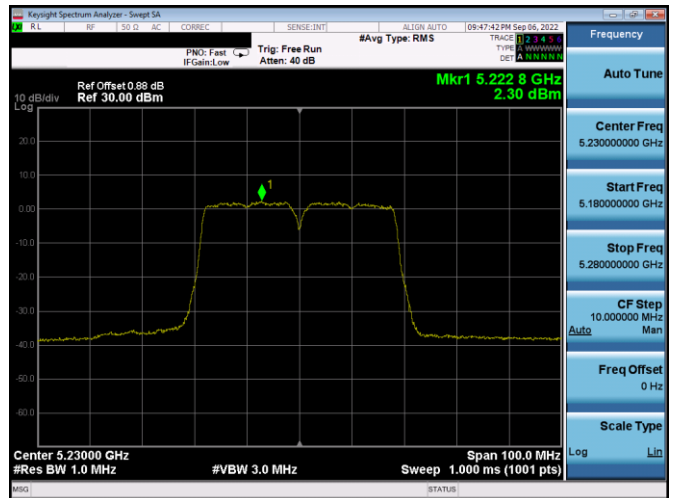 Keysight Spectrum Analyzer - Swept SA
RL RF 50 Ω AC CORREC SENSE:INT ALIGN AUTO 09:47:42 PM Sep 06, 2022
#Avg Type: RMS TRACE 1 2 3 4 5 6
PNO: Fast Trig: Free Run TYPE A WWWWW
IFGain:Low Atten: 40 dB DET A N N N N N
Mkr1 5.222 8 GHz
2.30 dBm
Ref Offset 0.88 dB
10 dB/div Ref 30.00 dBm
Log
20.0
10.0
1
0.00
-10.0
-20.0
-30.0
-40.0
-50.0
-60.0
Center 5.23000 GHz Span 100.0 MHz
#Res BW 1.0 MHz #VBW 3.0 MHz Sweep 1.000 ms (1001 pts)
MSG STATUS
Frequency
Auto Tune
Center Freq
5.230000000 GHz
Start Freq
5.180000000 GHz
Stop Freq
5.280000000 GHz
CF Step
10.000000 MHz
Auto Man
Freq Offset
0 Hz
Scale Type
Log Lin